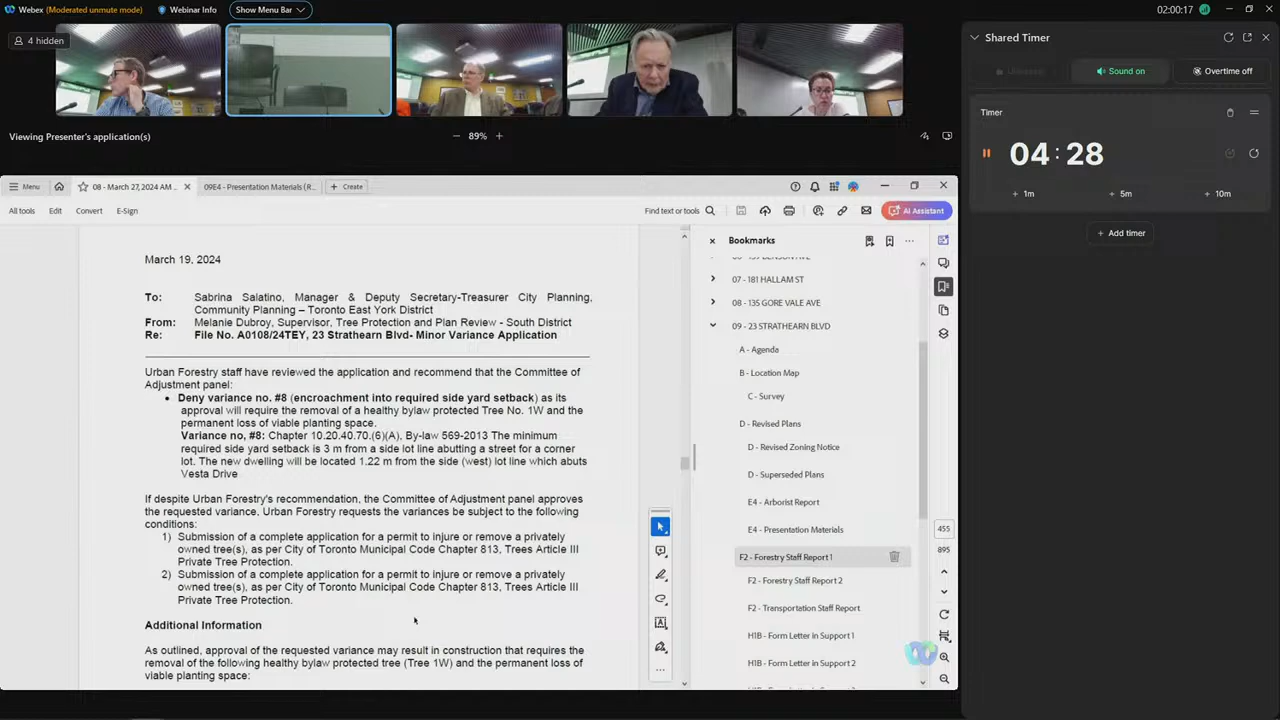 Webex (Moderated unmute mode) Webinar Info Show Menu Bar 02:00:17
4 hidden
Shared Timer
Sound on Overtime off
Timer
04:28
+ 1m + 5m + 10m
+ Add timer
Viewing Presenter's application(s) − 89% +
Menu 08 - March 27,2024 AM ... 09E4 - Presentation Materials (R... + Create
All tools Edit Convert E-Sign Find text or tools AI Assistant
March 19, 2024
To: Sabrina Salatino, Manager & Deputy Secretary-Treasurer City Planning,
Community Planning – Toronto East York District
From: Melanie Dubroy, Supervisor, Tree Protection and Plan Review - South District
Re: File No. A0108/24TEY, 23 Strathearn Blvd- Minor Variance Application
Urban Forestry staff have reviewed the application and recommend that the Committee of
Adjustment panel:
• Deny variance no. #8 (encroachment into required side yard setback) as its
approval will require the removal of a healthy bylaw protected Tree No. 1W and the
permanent loss of viable planting space.
Variance no, #8: Chapter 10.20.40.70.(6)(A), By-law 569-2013 The minimum
required side yard setback is 3 m from a side lot line abutting a street for a corner
lot. The new dwelling will be located 1.22 m from the side (west) lot line which abuts
Vesta Drive
If despite Urban Forestry's recommendation, the Committee of Adjustment panel approves
the requested variance, Urban Forestry requests the variances be subject to the following
conditions:
1) Submission of a complete application for a permit to injure or remove a privately
owned tree(s), as per City of Toronto Municipal Code Chapter 813, Trees Article III
Private Tree Protection.
2) Submission of a complete application for a permit to injure or remove a privately
owned tree(s), as per City of Toronto Municipal Code Chapter 813, Trees Article III
Private Tree Protection.
Additional Information
As outlined, approval of the requested variance may result in construction that requires the
removal of the following healthy bylaw protected tree (Tree 1W) and the permanent loss of
viable planting space:
Bookmarks
07 - 181 HALLAM ST
08 - 135 GORE VALE AVE
09 - 23 STRATHEARN BLVD
A - Agenda
B - Location Map
C - Survey
D - Revised Plans
D - Revised Zoning Notice
D - Superseded Plans
E4 - Arborist Report
E4 - Presentation Materials
F2 - Forestry Staff Report 1
F2 - Forestry Staff Report 2
F2 - Transportation Staff Report
H1B - Form Letter in Support 1
H1B - Form Letter in Support 2
455
895